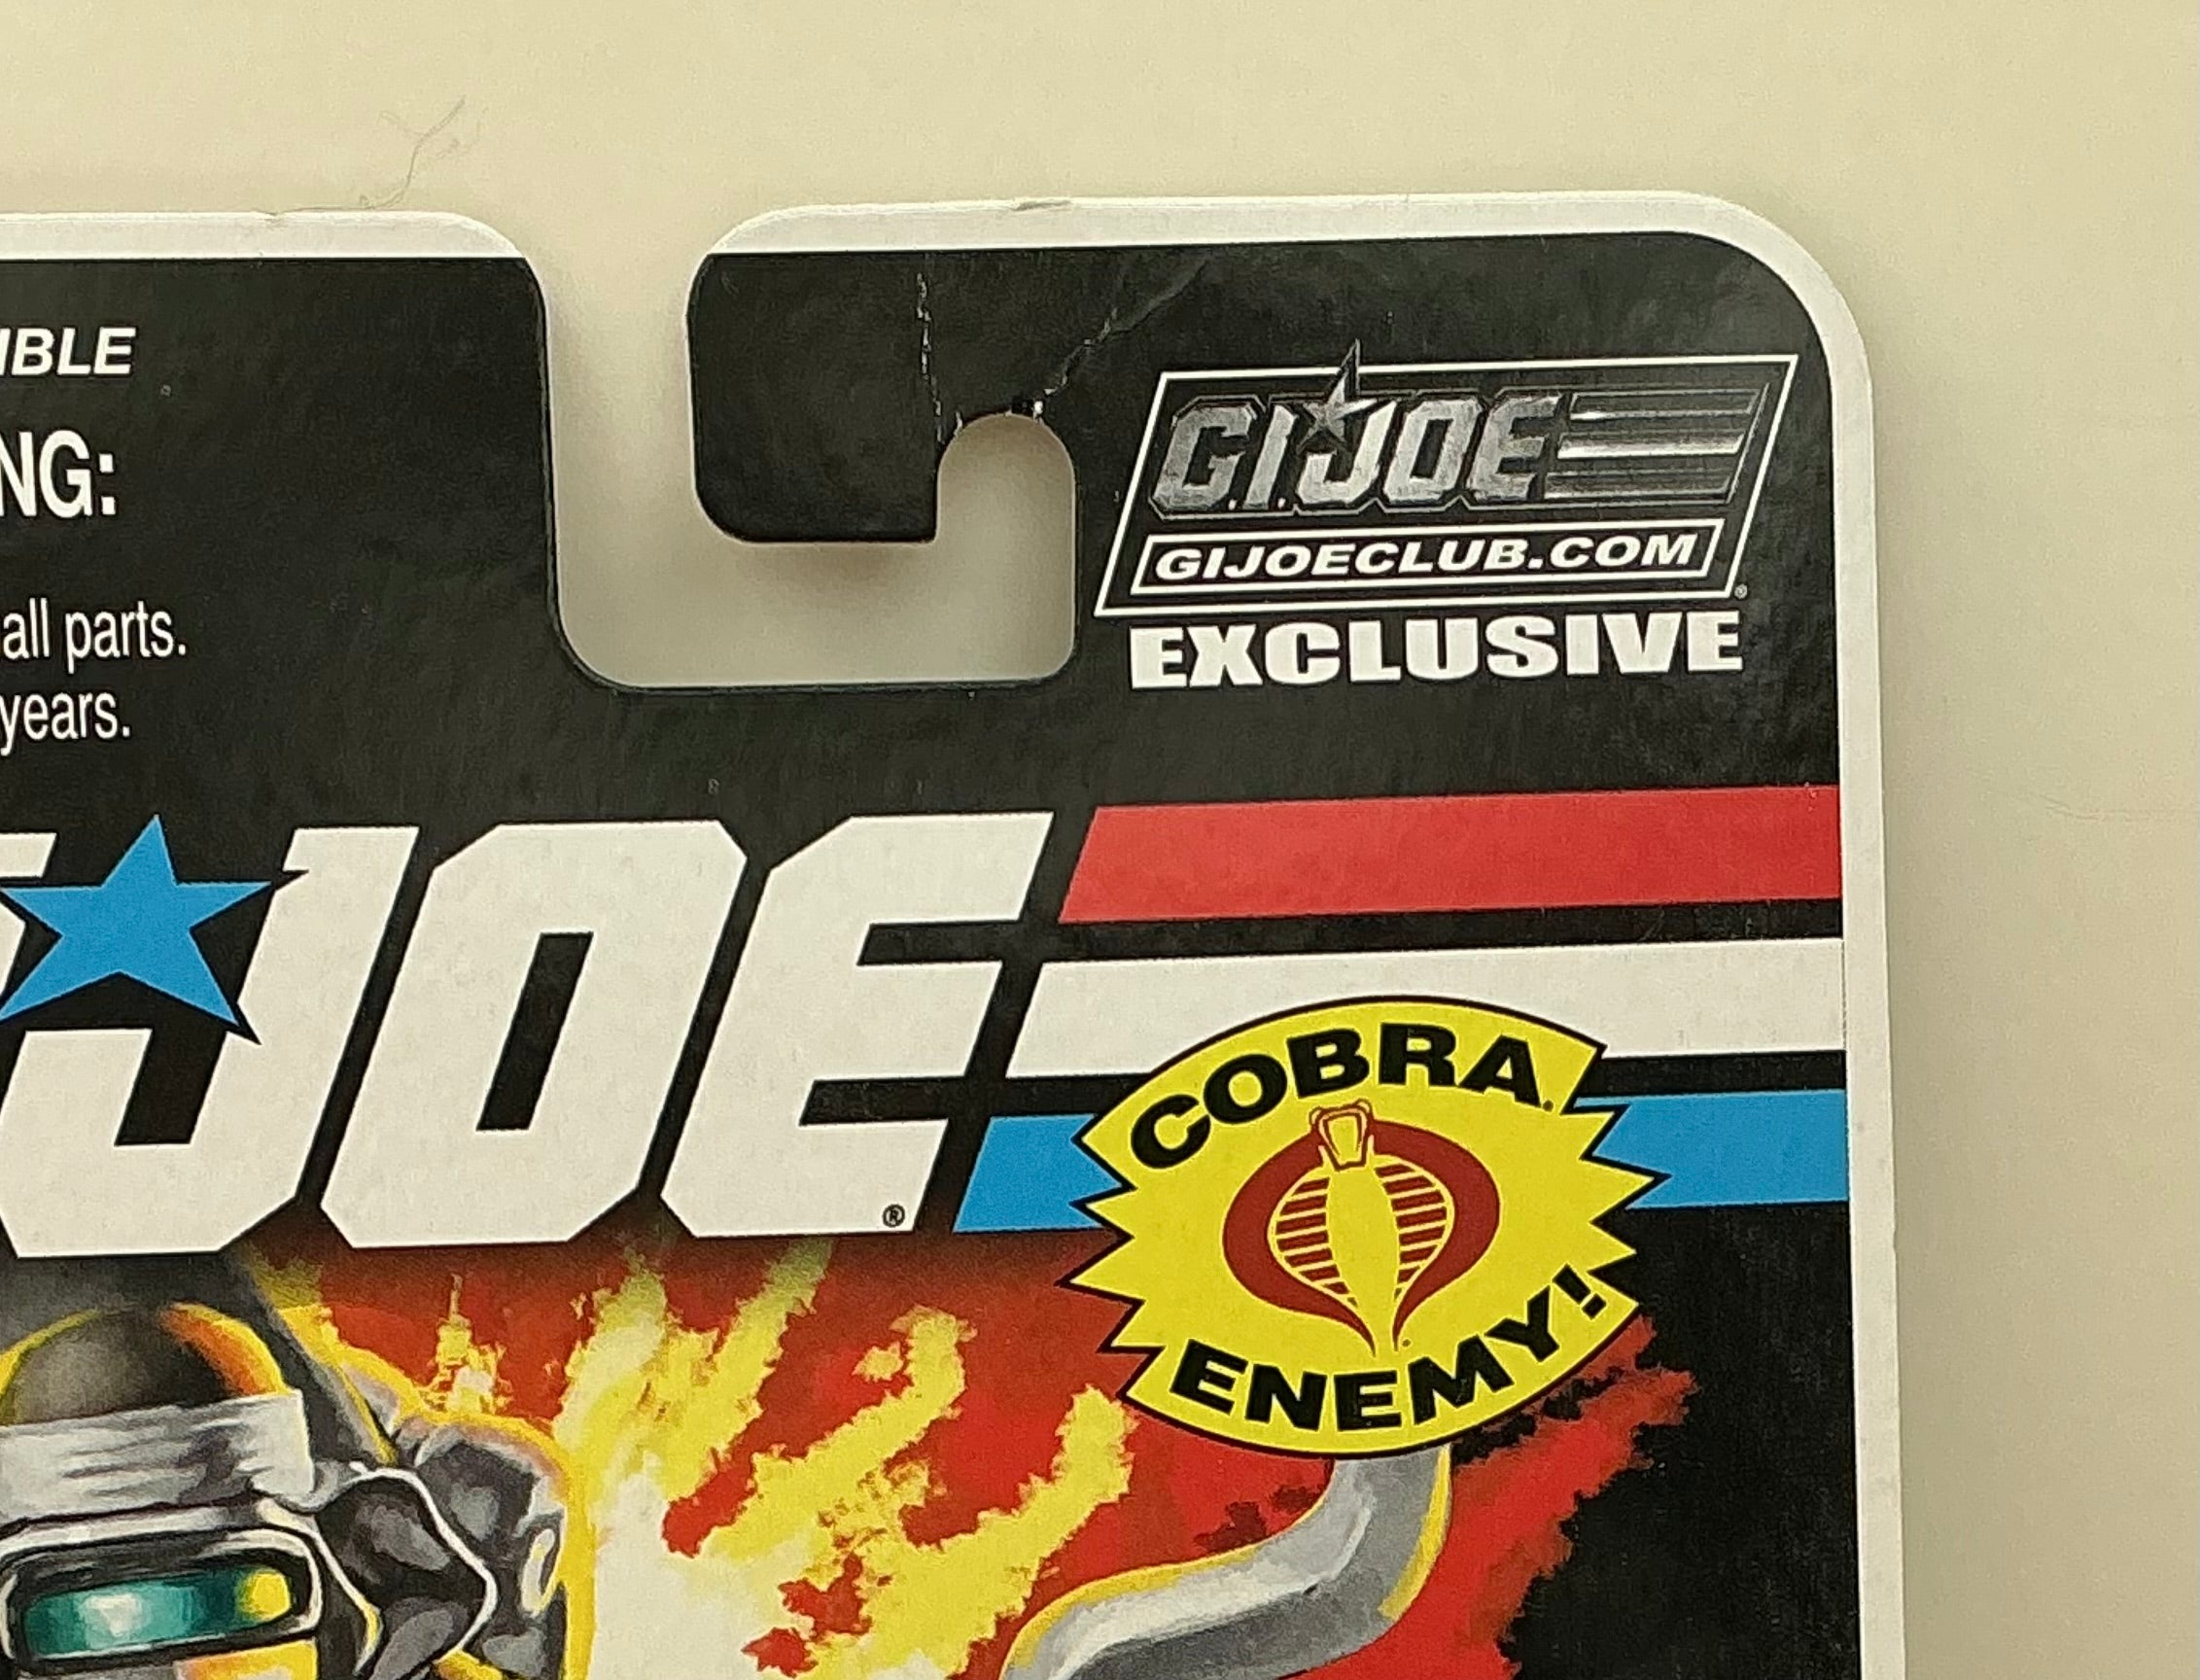 IBLE
NG:
all parts.
years.
G.I. JOE
GIJOECLUB.COM
EXCLUSIVE
JOE®
COBRA
ENEMY!